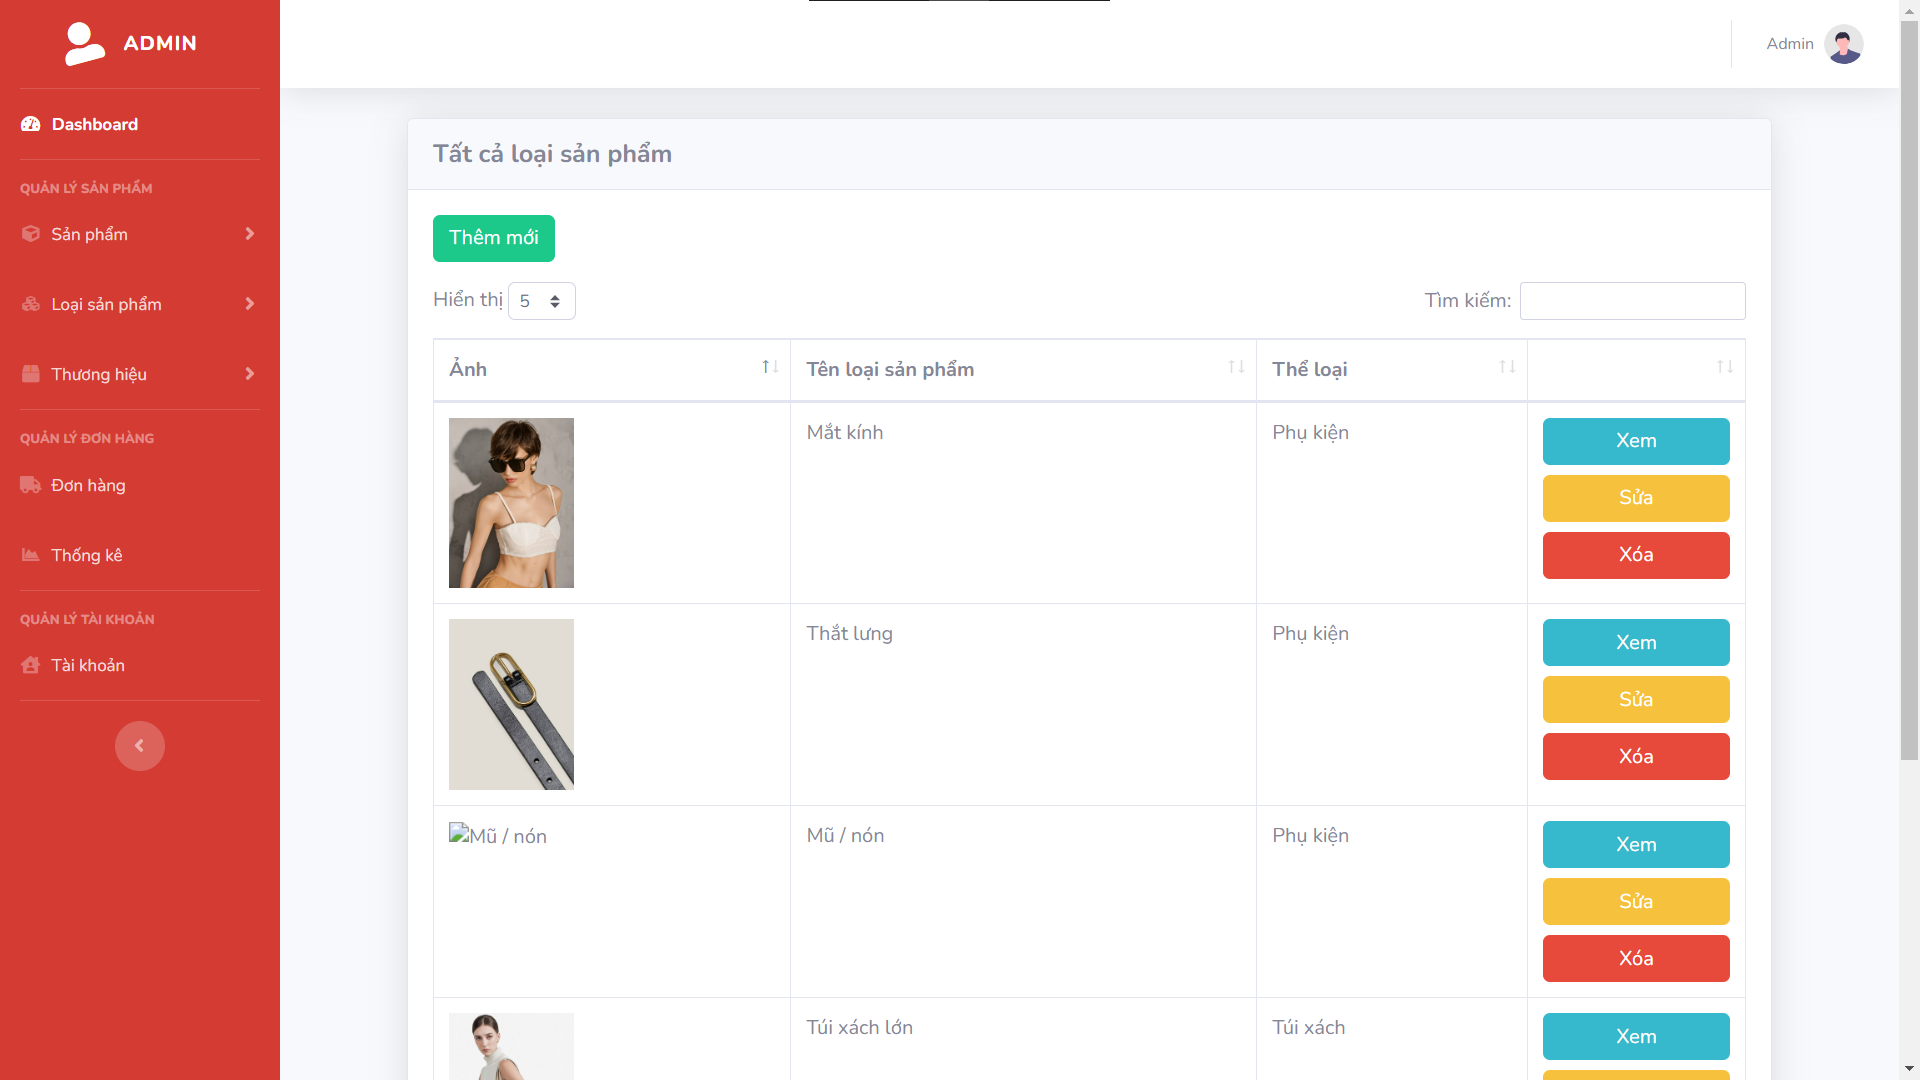 ADMIN
Admin
Dashboard
QUẢN LÝ SẢN PHẨM
Sản phẩm
Loại sản phẩm
Thương hiệu
QUẢN LÝ ĐƠN HÀNG
Đơn hàng
Thống kê
QUẢN LÝ TÀI KHOẢN
Tài khoản
Tất cả loại sản phẩm
Thêm mới
Hiển thị 5
Tìm kiếm:
Ảnh Tên loại sản phẩm Thể loại
Mắt kính Phụ kiện Xem
Sửa
Xóa
Thắt lưng Phụ kiện Xem
Sửa
Xóa
Mũ / nón Mũ / nón Phụ kiện Xem
Sửa
Xóa
Túi xách lớn Túi xách Xem